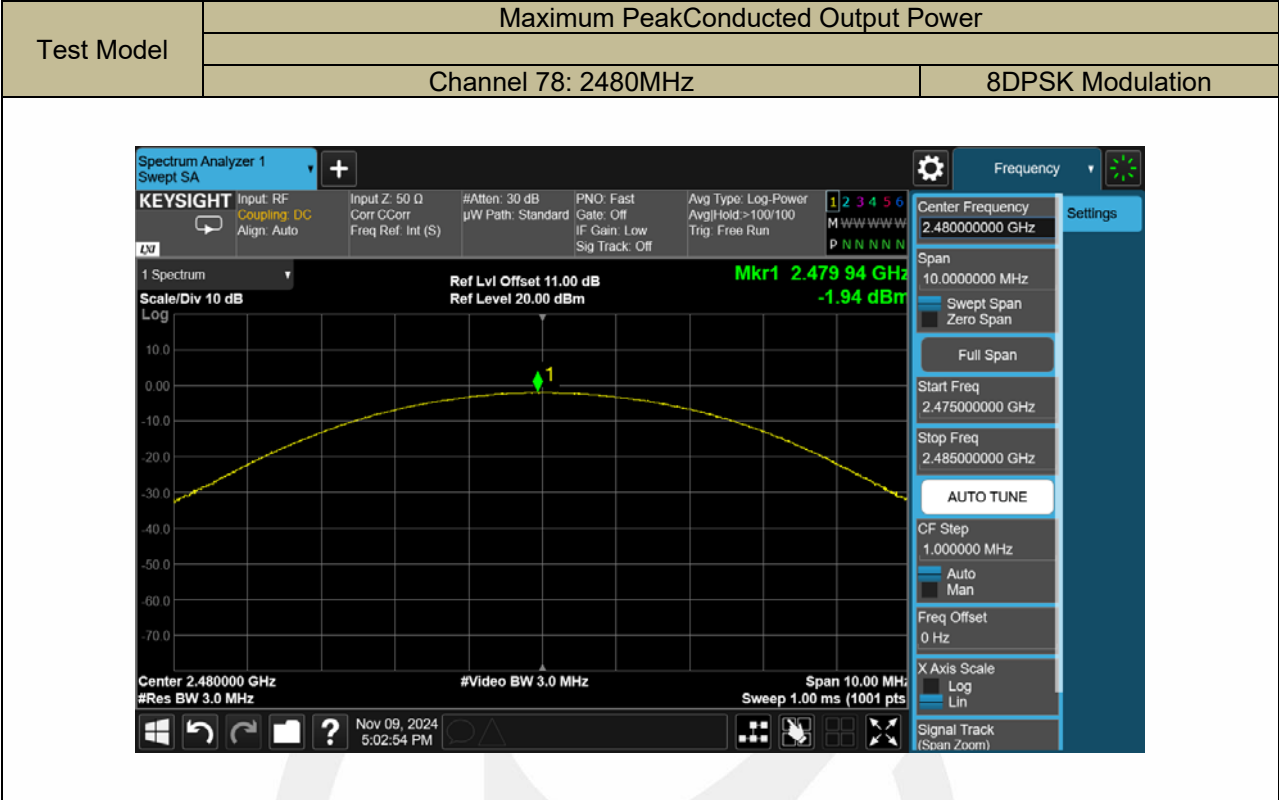 Test Model
Maximum PeakConducted Output Power
Channel 78: 2480MHz
8DPSK Modulation
Spectrum Analyzer 1
Swept SA
+
Frequency
KEYSIGHT
LXI
Input: RF
Coupling: DC
Align: Auto
Input Z: 50 Ω
Corr CCorr
Freq Ref: Int (S)
#Atten: 30 dB
µW Path: Standard
PNO: Fast
Gate: Off
IF Gain: Low
Sig Track: Off
Avg Type: Log-Power
Avg|Hold:>100/100
Trig: Free Run
1 2 3 4 5 6
M W W W W W
P N N N N N
1 Spectrum
Scale/Div 10 dB
Log
Ref Lvl Offset 11.00 dB
Ref Level 20.00 dBm
Mkr1 2.479 94 GHz
-1.94 dBm
1
10.0
0.00
-10.0
-20.0
-30.0
-40.0
-50.0
-60.0
-70.0
Center 2.480000 GHz
#Res BW 3.0 MHz
#Video BW 3.0 MHz
Span 10.00 MHz
Sweep 1.00 ms (1001 pts
?
Nov 09, 2024
5:02:54 PM
Center Frequency
2.480000000 GHz
Span
10.0000000 MHz
Swept Span
Zero Span
Full Span
Start Freq
2.475000000 GHz
Stop Freq
2.485000000 GHz
AUTO TUNE
CF Step
1.000000 MHz
Auto
Man
Freq Offset
0 Hz
X Axis Scale
Log
Lin
Signal Track
(Span Zoom)
Settings